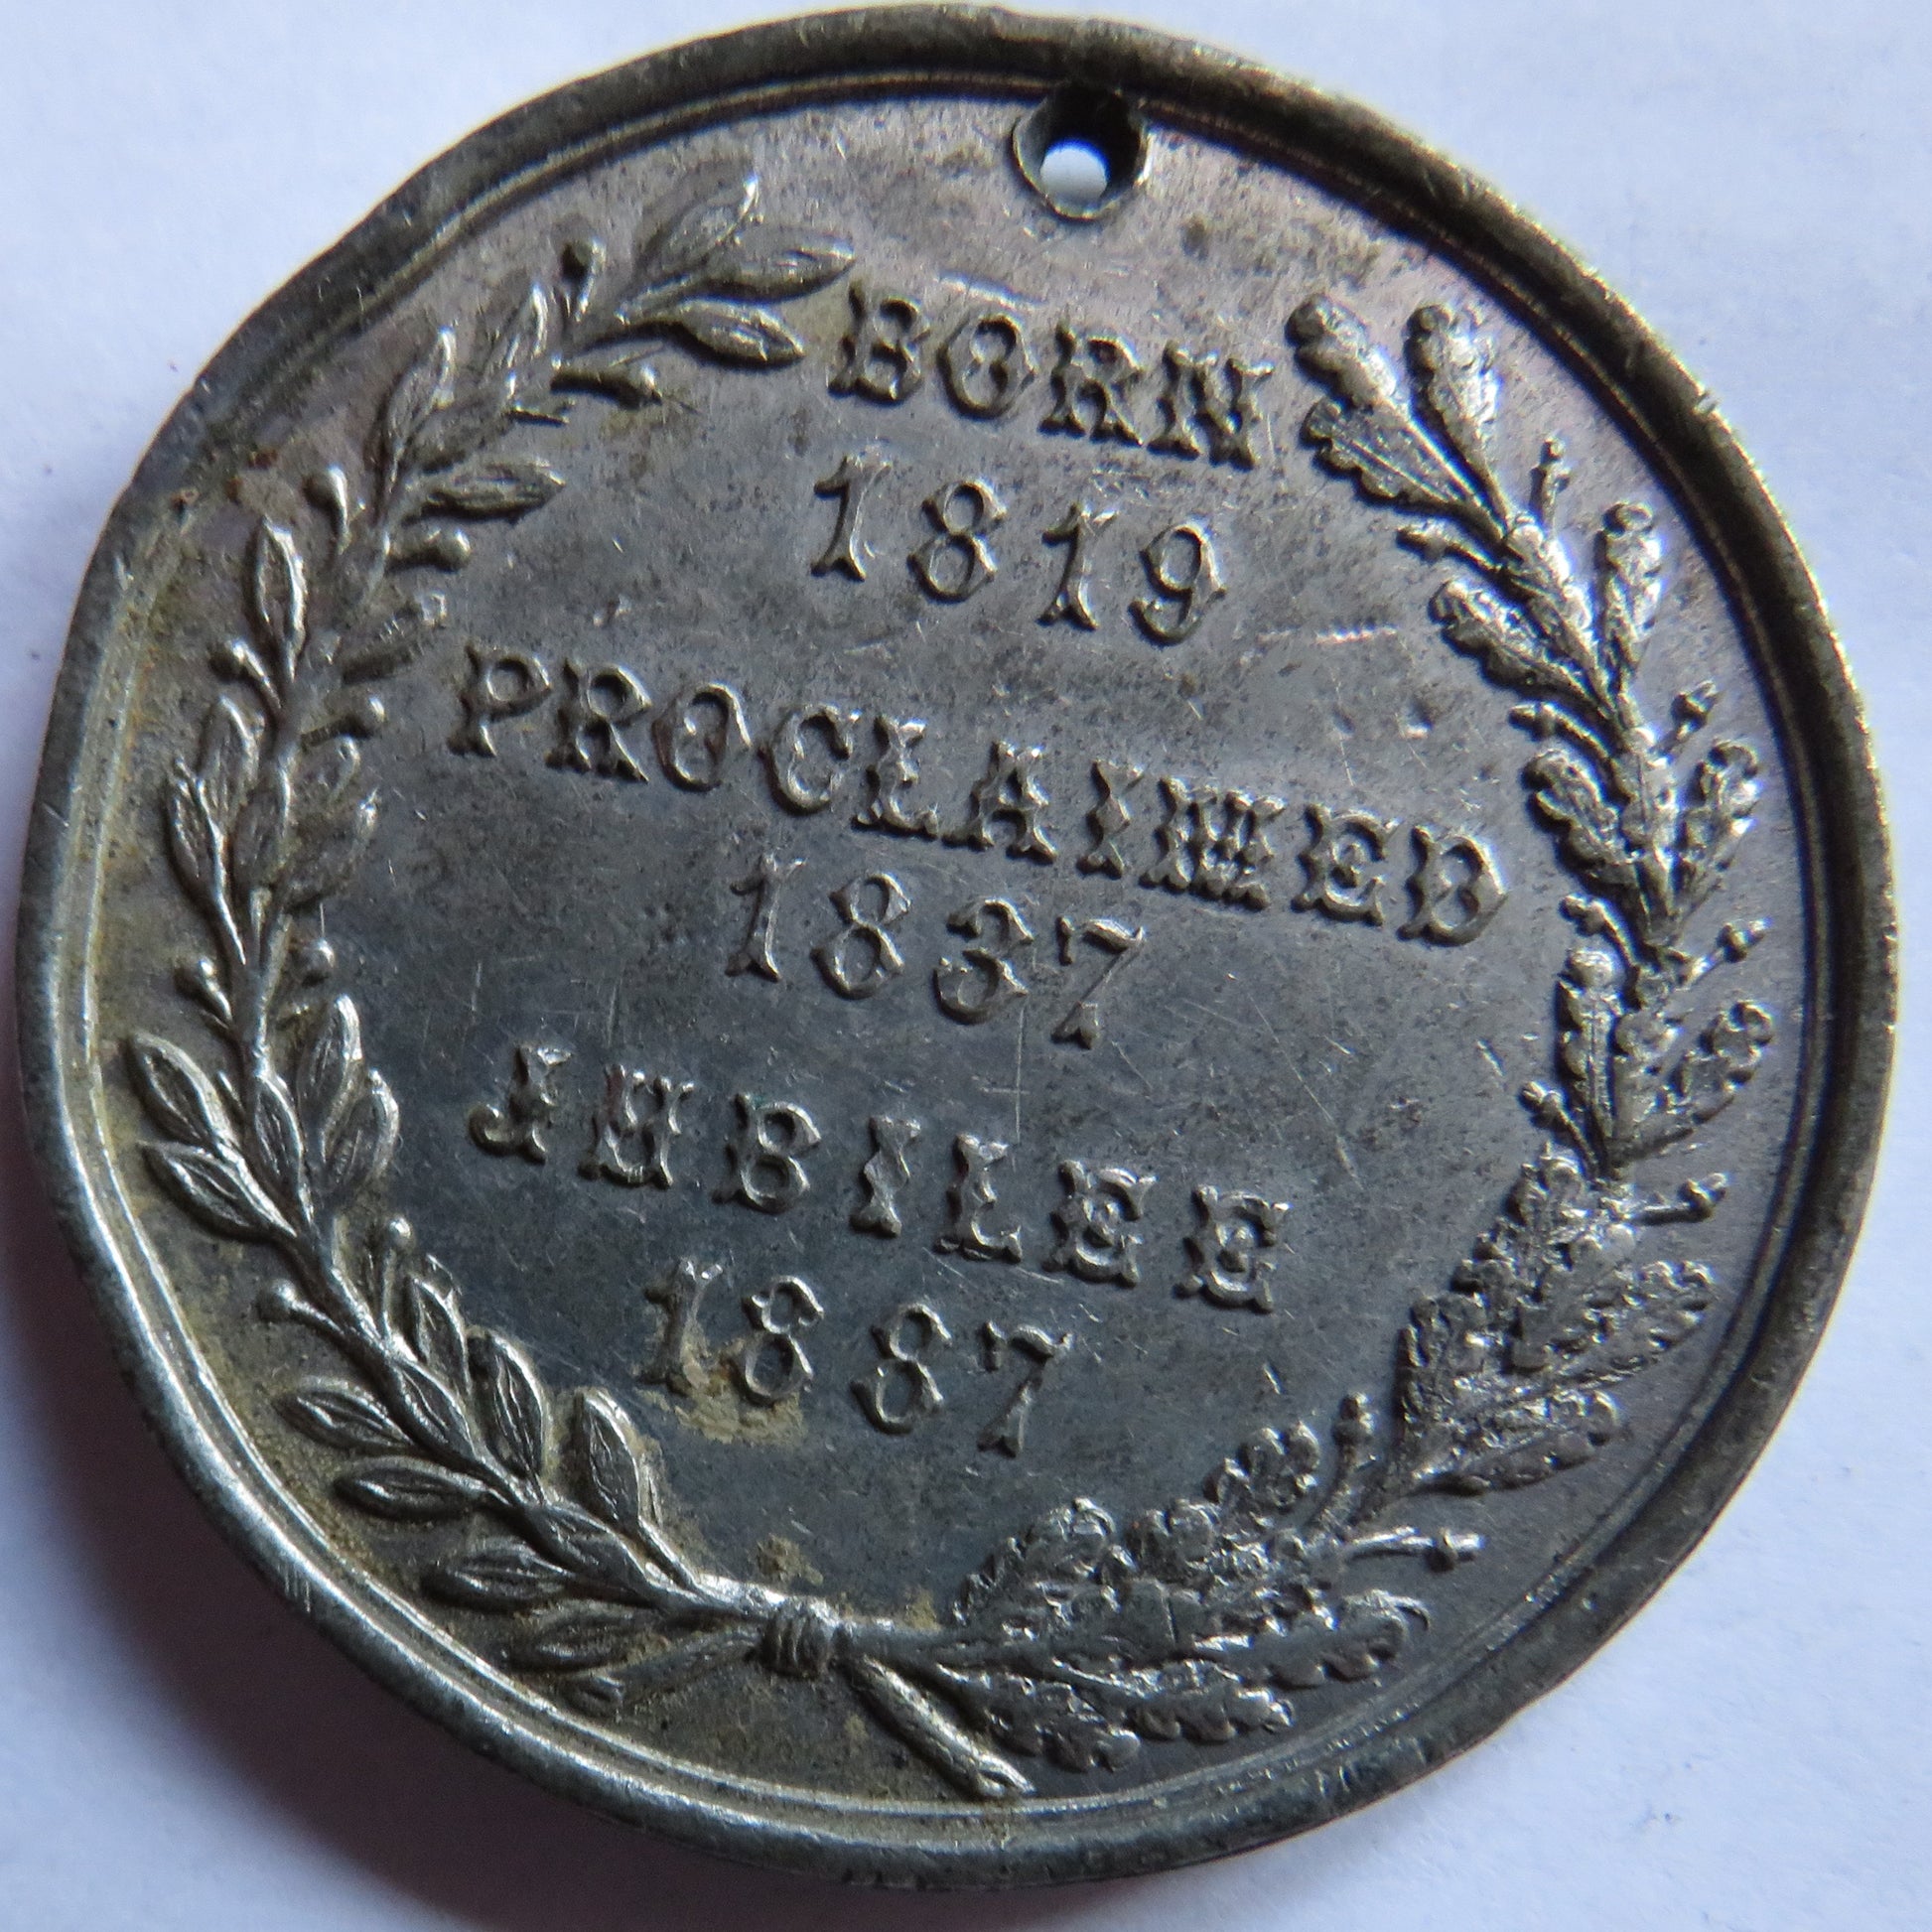 BORN
1819
PROCLAIMED
1837
JUBILEE
1887